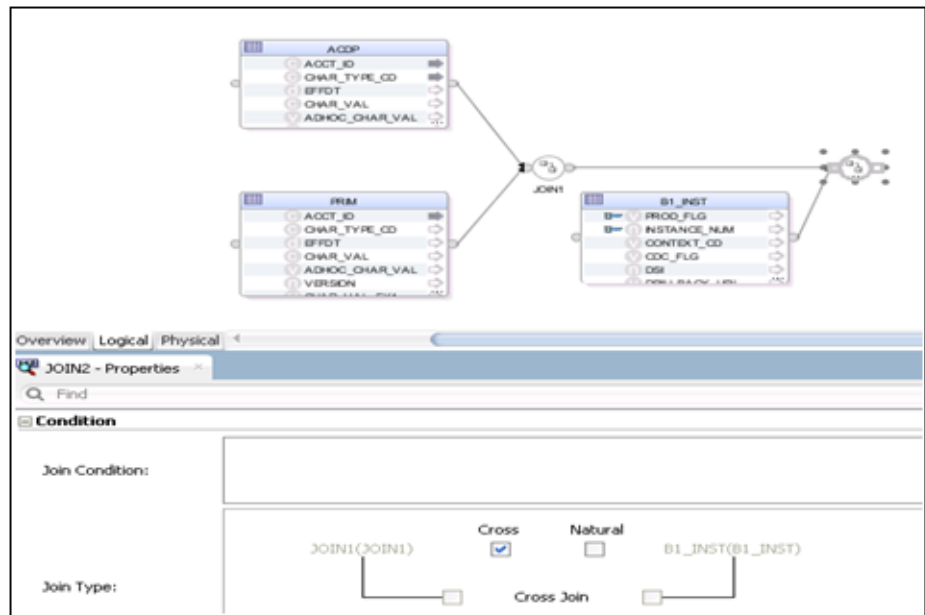 ACDP
ACCT_ID
CHAR_TYPE_CD
EFFDT
CHAR_VAL
ADHOC_CHAR_VAL
JOIN1
PRIM
ACCT_ID
CHAR_TYPE_CD
EFFDT
CHAR_VAL
ADHOC_CHAR_VAL
VERSION
B1_INST
PROD_FLG
INSTANCE_NUM
CONTEXT_CD
CDC_FLG
DSI
Overview Logical Physical
JOIN2 - Properties
Find
Condition
Join Condition:
Cross Natural
JOIN1(JOIN1) B1_INST(B1_INST)
Join Type: Cross Join